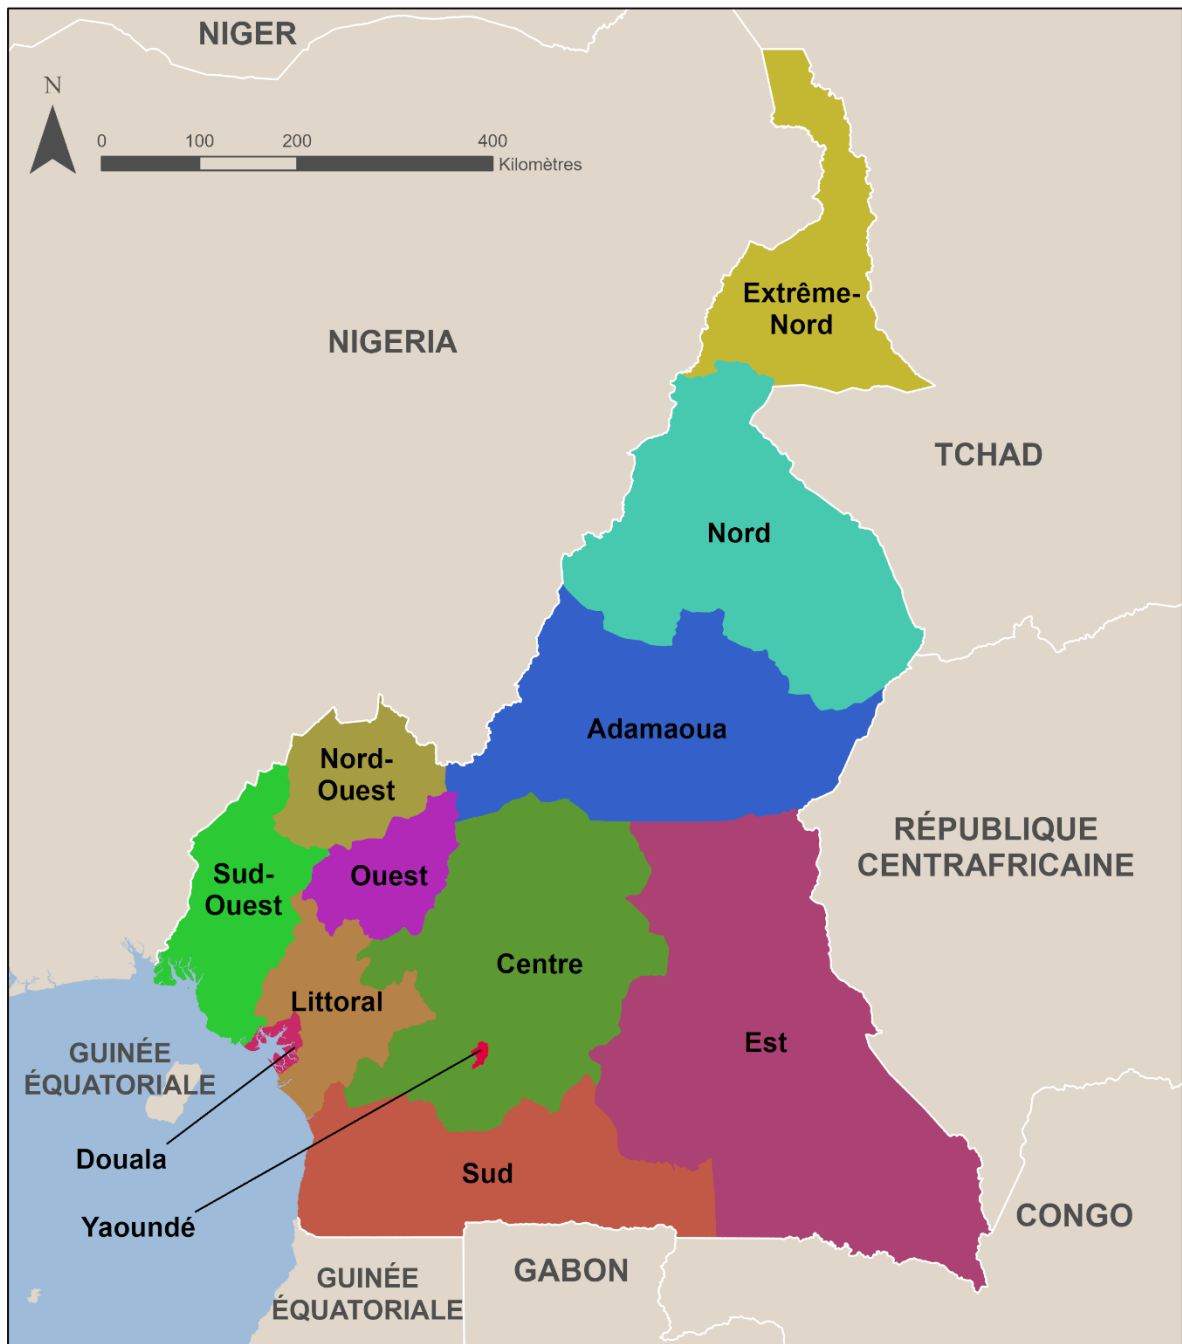 NIGER
N
0 100 200 400
Kilomètres
Extrême-
Nord
NIGERIA
TCHAD
Nord
Adamaoua
Nord-
Ouest
RÉPUBLIQUE
CENTRAFRICAINE
Ouest
Sud-
Ouest
Centre
Littoral
Est
GUINÉE
ÉQUATORIALE
Douala
Sud
Yaoundé
CONGO
GABON
GUINÉE
ÉQUATORIALE